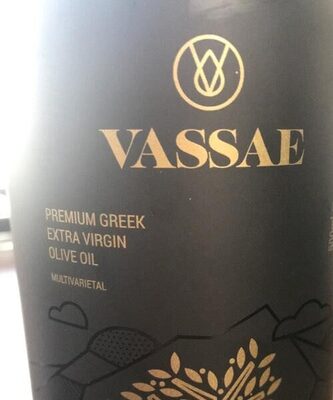 VASSAE
PREMIUM GREEK
EXTRA VIRGIN
OLIVE OIL
MULTIVARIETAL